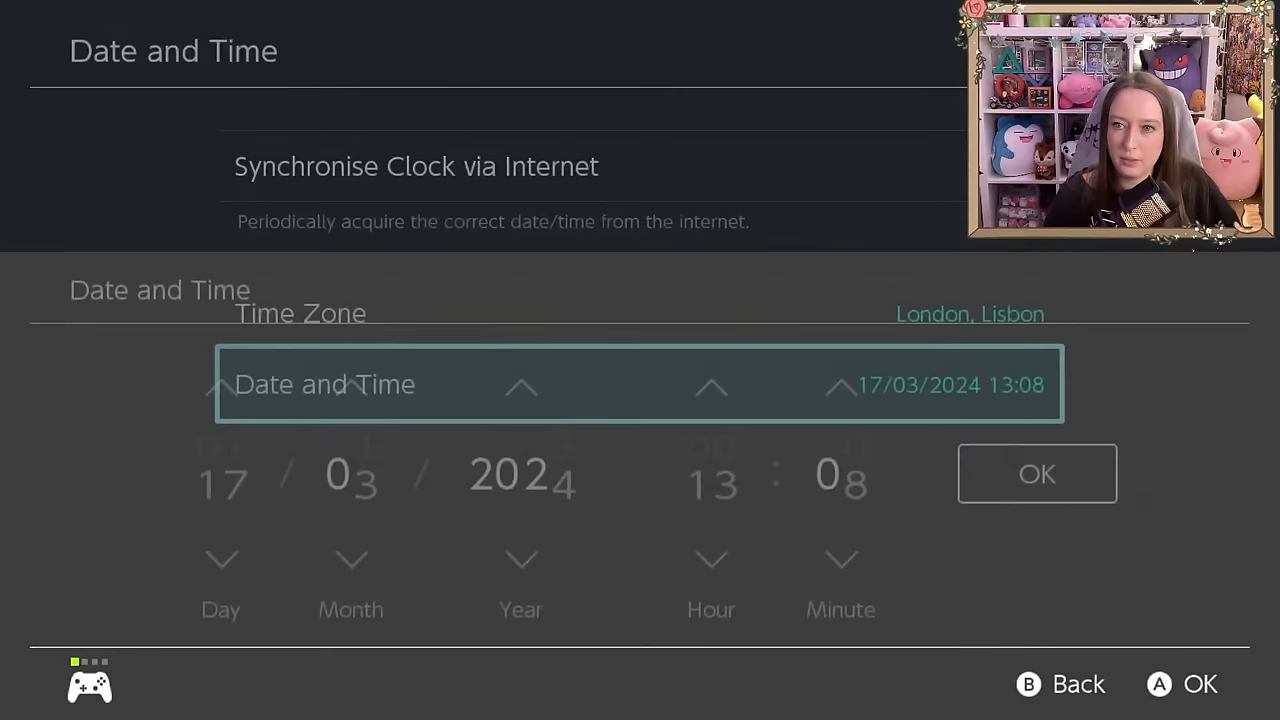 Date and Time
Synchronise Clock via Internet
Periodically acquire the correct date/time from the internet.
Date and Time
Time Zone London, Lisbon
Date and Time 17/03/2024 13:08
17 / 03 / 2024 13 : 08 OK
Day Month Year Hour Minute
B Back A OK